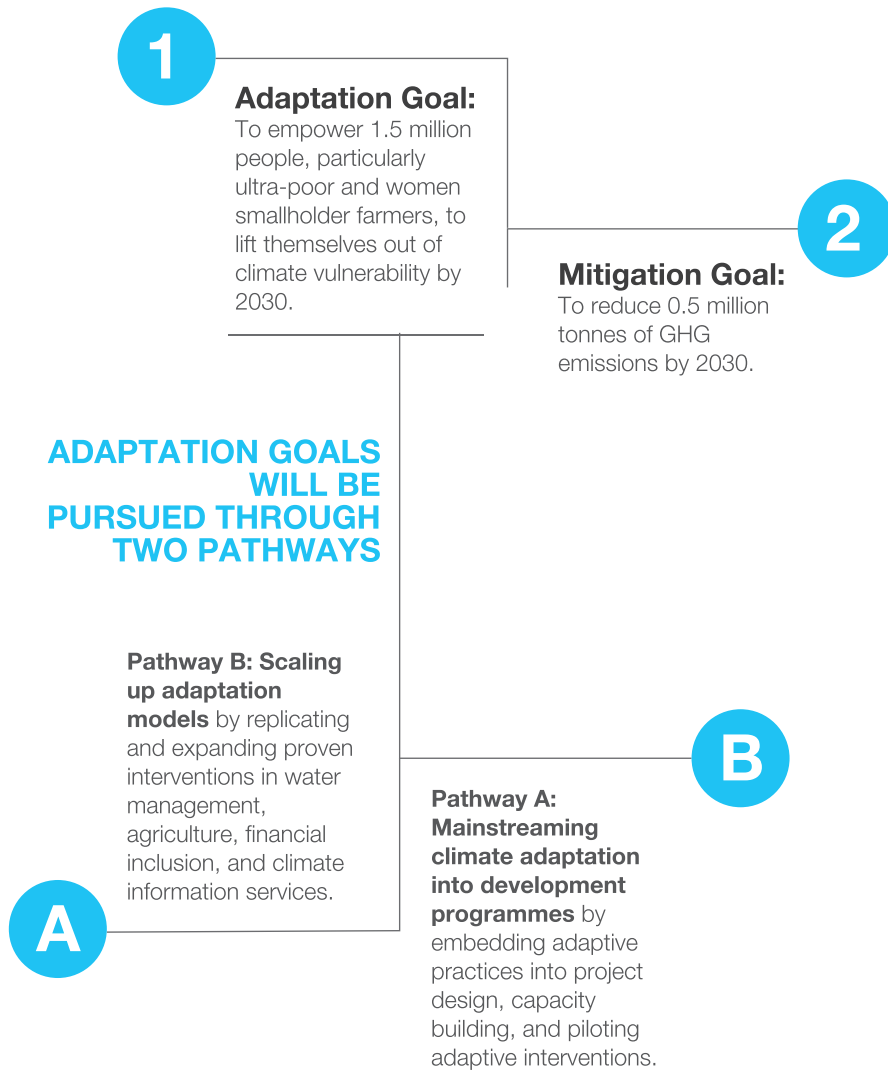 1
Adaptation Goal:
To empower 1.5 million
people, particularly
ultra-poor and women
smallholder farmers, to
lift themselves out of
climate vulnerability by
2030.
2
Mitigation Goal:
To reduce 0.5 million
tonnes of GHG
emissions by 2030.
ADAPTATION GOALS
WILL BE
PURSUED THROUGH
TWO PATHWAYS
Pathway B: Scaling
up adaptation
models by replicating
and expanding proven
interventions in water
management,
agriculture, financial
inclusion, and climate
information services.
A
B
Pathway A:
Mainstreaming
climate adaptation
into development
programmes by
embedding adaptive
practices into project
design, capacity
building, and piloting
adaptive interventions.